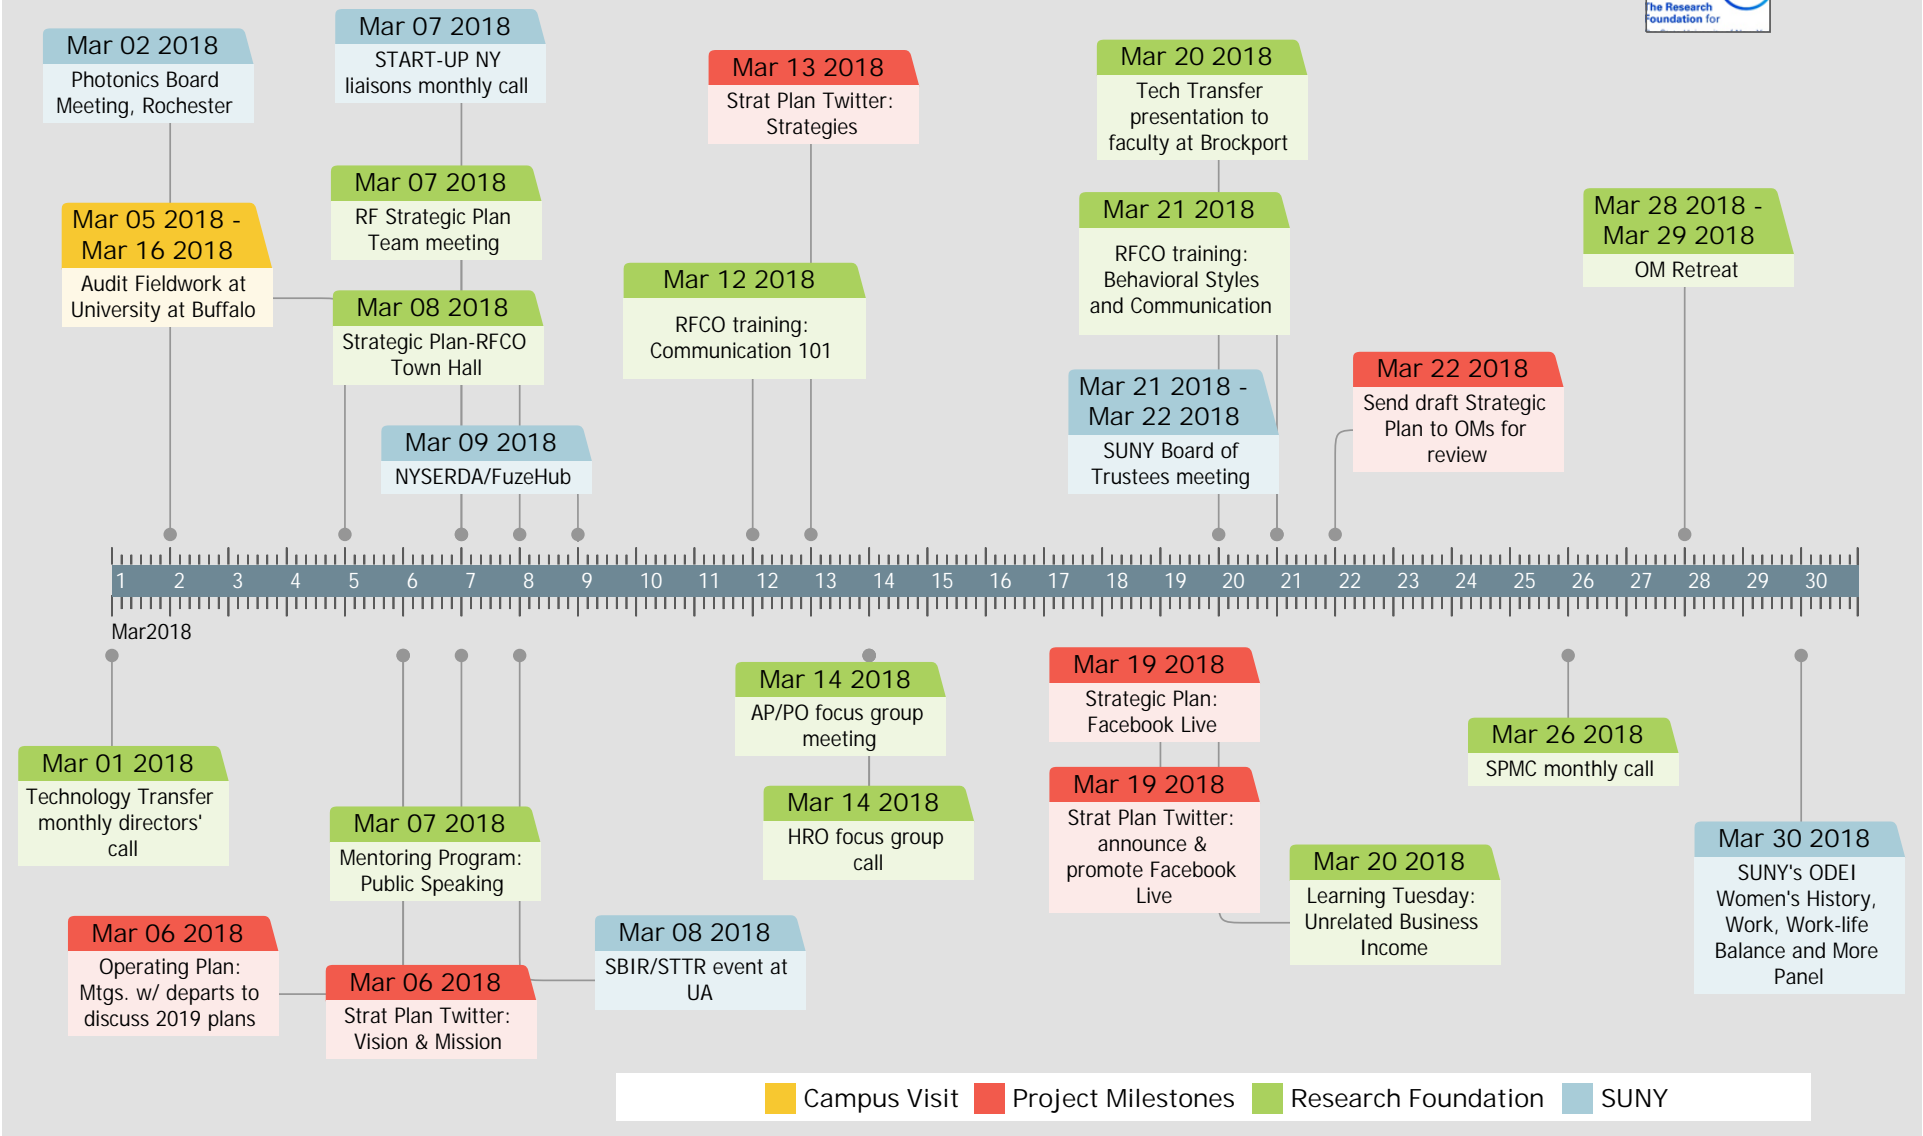 The Research
Foundation for
Mar 02 2018
Photonics Board
Meeting, Rochester
Mar 07 2018
START-UP NY
liaisons monthly call
Mar 13 2018
Strat Plan Twitter:
Strategies
Mar 20 2018
Tech Transfer
presentation to
faculty at Brockport
Mar 05 2018 -
Mar 16 2018
Audit Fieldwork at
University at Buffalo
Mar 07 2018
RF Strategic Plan
Team meeting
Mar 08 2018
Strategic Plan-RFCO
Town Hall
Mar 09 2018
NYSERDA/FuzeHub
Mar 12 2018
RFCO training:
Communication 101
Mar 21 2018
RFCO training:
Behavioral Styles
and Communication
Mar 21 2018 -
Mar 22 2018
SUNY Board of
Trustees meeting
Mar 22 2018
Send draft Strategic
Plan to OMs for
review
Mar 28 2018 -
Mar 29 2018
OM Retreat
1 2 3 4 5 6 7 8 9 10 11 12 13 14 15 16 17 18 19 20 21 22 23 24 25 26 27 28 29 30
Mar2018
Mar 01 2018
Technology Transfer
monthly directors'
call
Mar 06 2018
Operating Plan:
Mtgs. w/ departs to
discuss 2019 plans
Mar 07 2018
Mentoring Program:
Public Speaking
Mar 06 2018
Strat Plan Twitter:
Vision & Mission
Mar 08 2018
SBIR/STTR event at
UA
Mar 14 2018
AP/PO focus group
meeting
Mar 14 2018
HRO focus group
call
Mar 19 2018
Strategic Plan:
Facebook Live
Mar 19 2018
Strat Plan Twitter:
announce &
promote Facebook
Live
Mar 20 2018
Learning Tuesday:
Unrelated Business
Income
Mar 26 2018
SPMC monthly call
Mar 30 2018
SUNY's ODEI
Women's History,
Work, Work-life
Balance and More
Panel
Campus Visit
Project Milestones
Research Foundation
SUNY